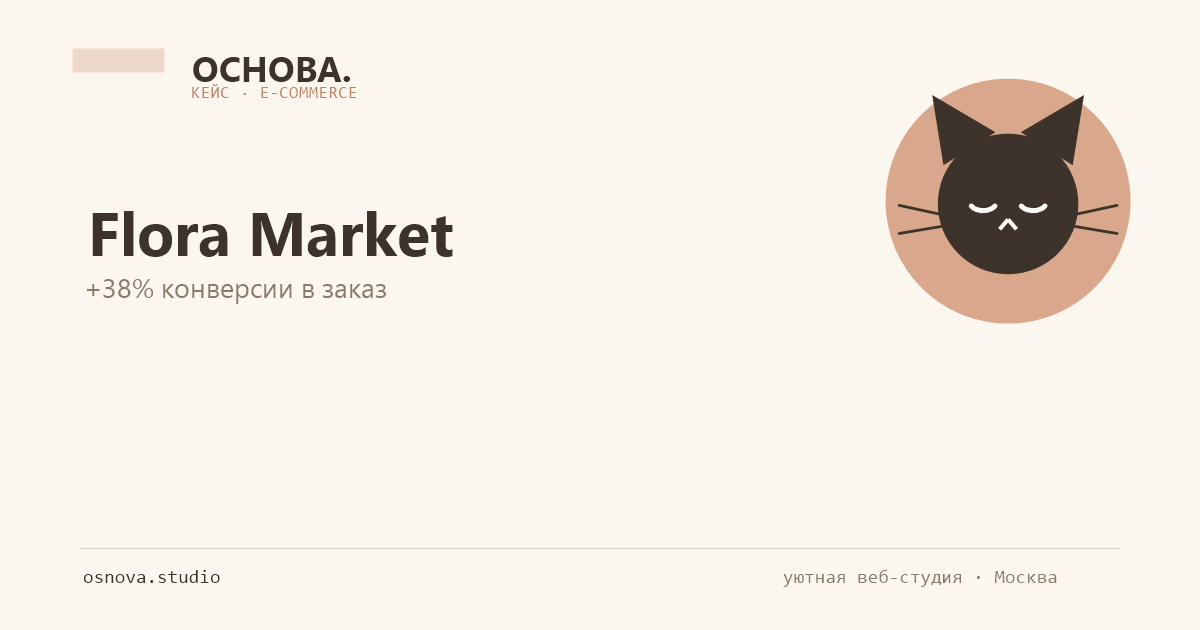 ОСНОВА.
КЕЙС · E-COMMERCE
Flora Market
+38% конверсии в заказ
osnova.studio
уютная веб-студия · Москва